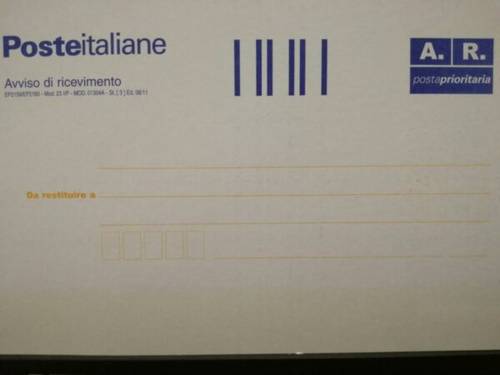 Posteitaliane
A. R.
postaprioritaria
Avviso di ricevimento
Da restituire a